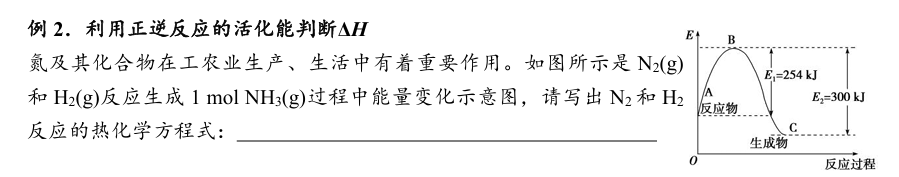 例 2．利用正逆反应的活化能判断ΔH
氮及其化合物在工农业生产、生活中有着重要作用。如图所示是 N₂(g)
和 H₂(g)反应生成 1 mol NH₃(g)过程中能量变化示意图，请写出 N₂ 和 H₂
反应的热化学方程式：
E
B
E₁=254 kJ
A
E₂=300 kJ
反应物
C
生成物
O
反应过程